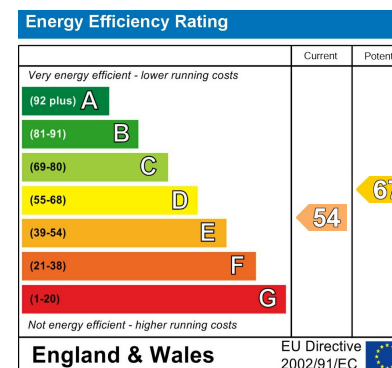 Energy Efficiency Rating
Current
Very energy efficient - lower running costs
(92 plus) A
(81-91) B
(69-80) C
(55-68) D
(39-54) E
(21-38) F
(1-20) G
54
Not energy efficient - higher running costs
England & Wales
EU Directive
2002/91/EC